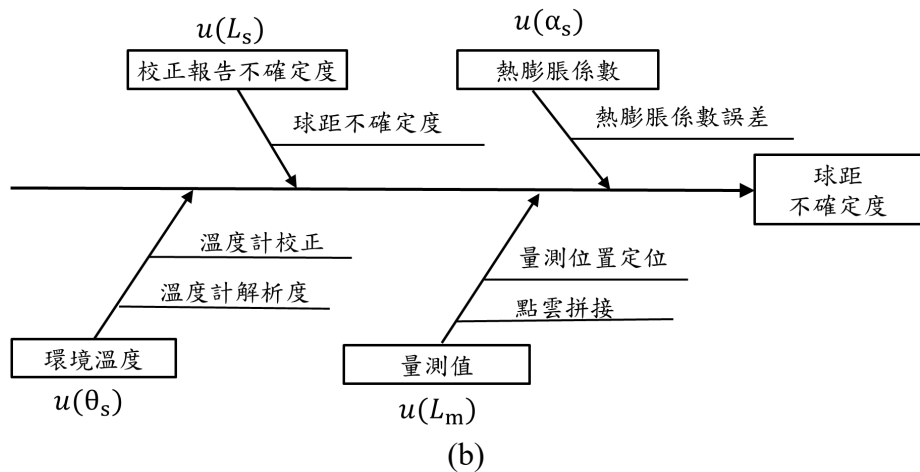 u(Lₛ)
u(αₛ)
校正報告不確定度
熱膨脹係數
球距不確定度
熱膨脹係數誤差
球距
不確定度
溫度計校正
量測位置定位
溫度計解析度
點雲拼接
環境溫度
量測值
u(θₛ)
u(Lₘ)
(b)